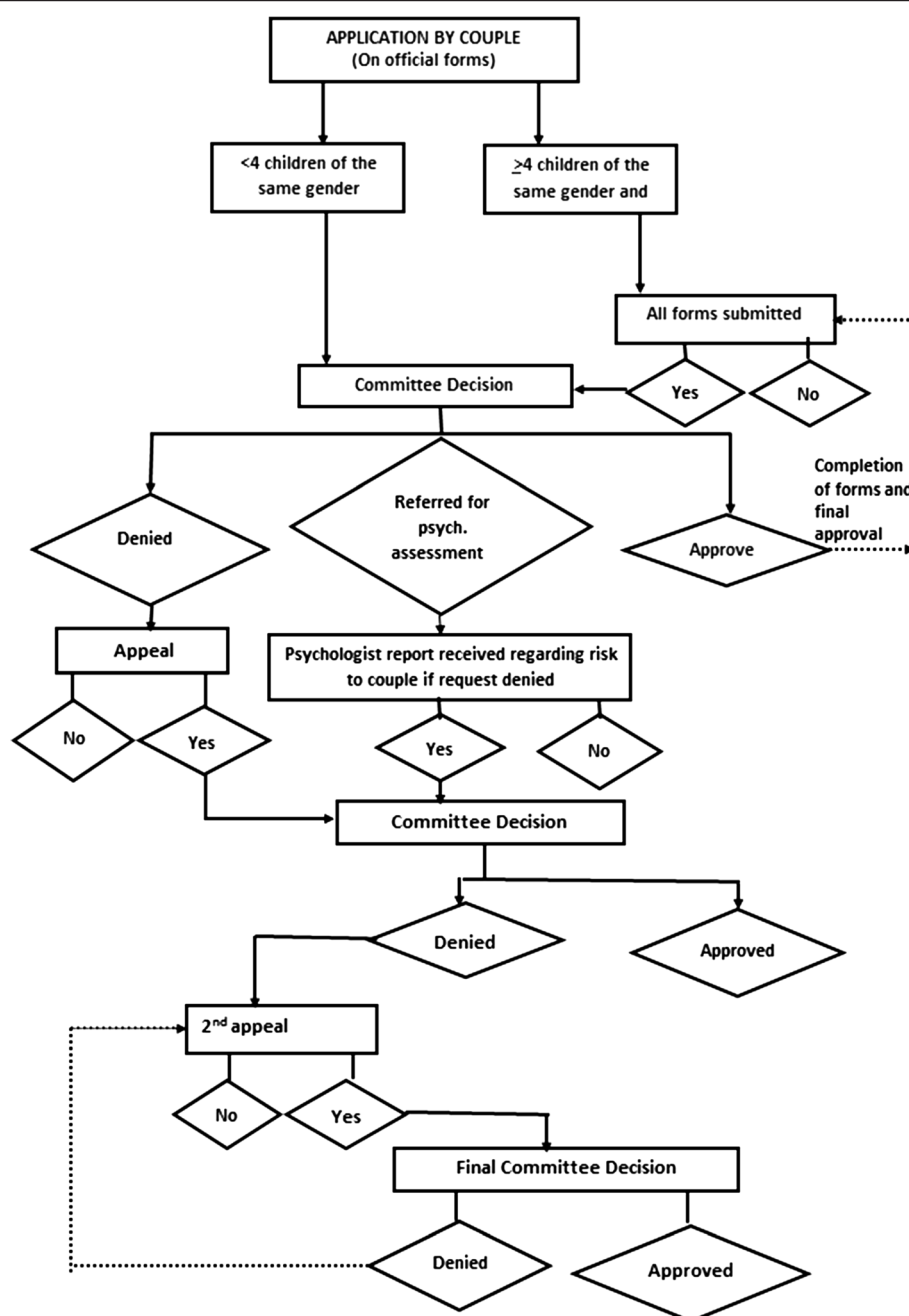 APPLICATION BY COUPLE
(On official forms)
<4 children of the
same gender
≥4 children of the
same gender and
All forms submitted
Yes
No
Committee Decision
Completion
of forms and
final
approval
Denied
Referred for
psych.
assessment
Approve
Appeal
No
Yes
Psychologist report received regarding risk
to couple if request denied
Yes
No
Committee Decision
Denied
Approved
2nd appeal
No
Yes
Final Committee Decision
Denied
Approved